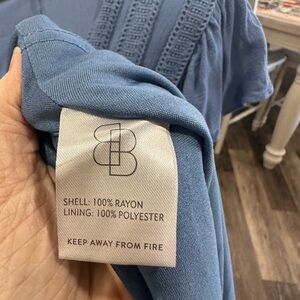 SHELL: 100% RAYON
LINING: 100% POLYESTER
KEEP AWAY FROM FIRE